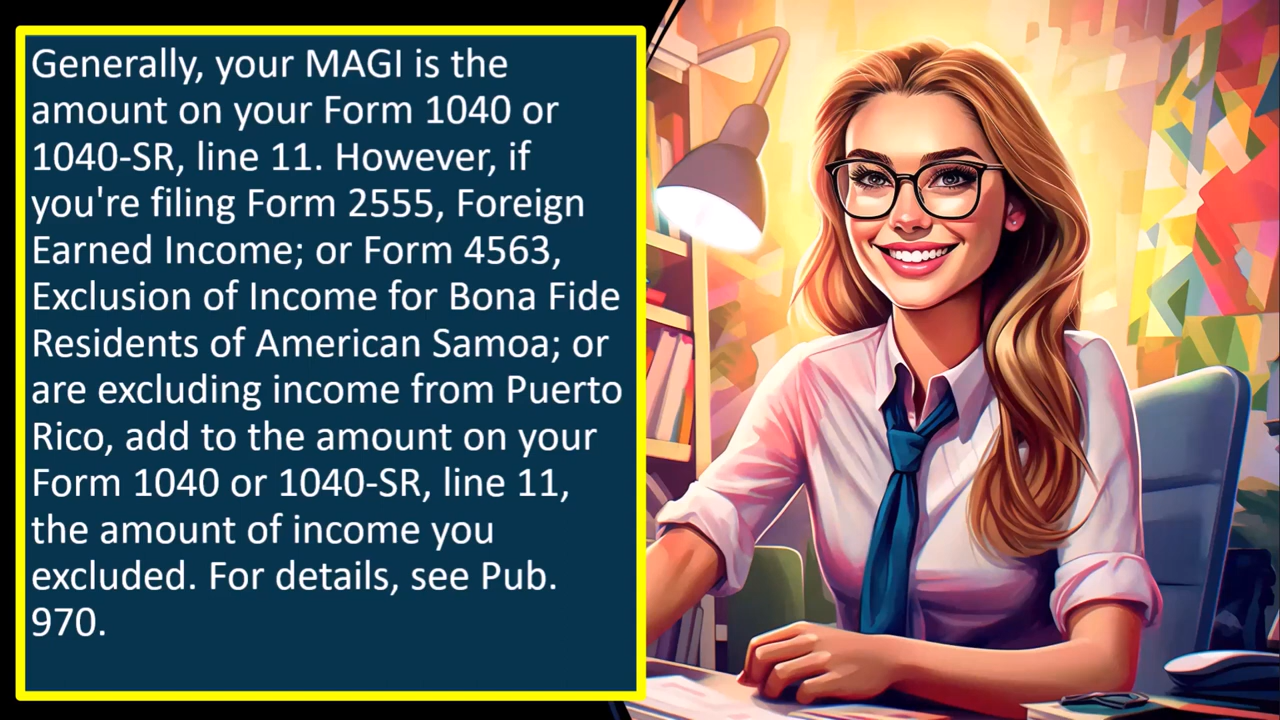 Generally, your MAGI is the
amount on your Form 1040 or
1040-SR, line 11. However, if
you're filing Form 2555, Foreign
Earned Income; or Form 4563,
Exclusion of Income for Bona Fide
Residents of American Samoa; or
are excluding income from Puerto
Rico, add to the amount on your
Form 1040 or 1040-SR, line 11,
the amount of income you
excluded. For details, see Pub.
970.